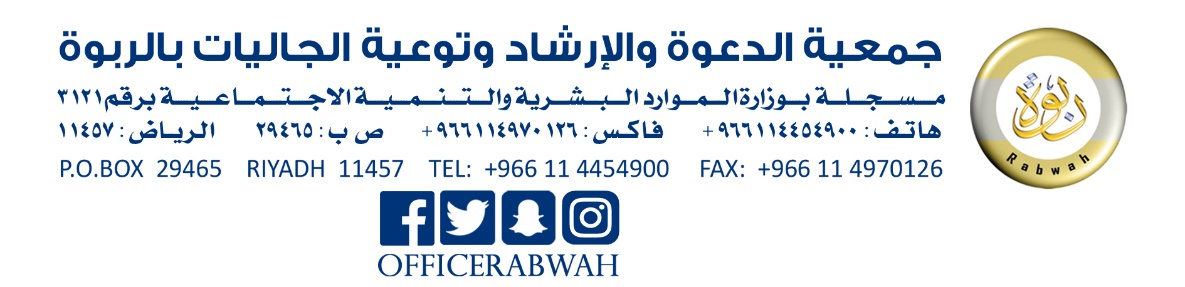 جمعية الدعوة والإرشاد وتوعية الجاليات بالربوة
مسجلة بوزارة الموارد البشرية والتنمية الاجتماعية برقم ٣١٢١
هاتف : ٩٦٦١١٤٤٥٤٩٠٠+ فاكس : ٩٦٦١١٤٩٧٠١٢٦+ ص ب : ٢٩٤٦٥ الرياض : ١١٤٥٧
P.O.BOX 29465 RIYADH 11457 TEL: +966 11 4454900 FAX: +966 11 4970126
OFFICERABWAH
ربوة
Rabwah